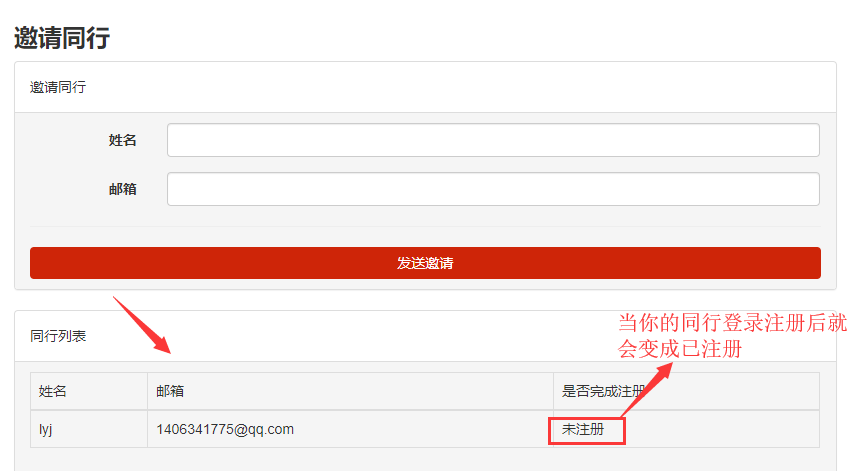 邀请同行
邀请同行
姓名
邮箱
发送邀请
同行列表
当你的同行登录注册后就
会变成已注册
姓名 邮箱 是否完成注册
lyj 1406341775@qq.com 未注册